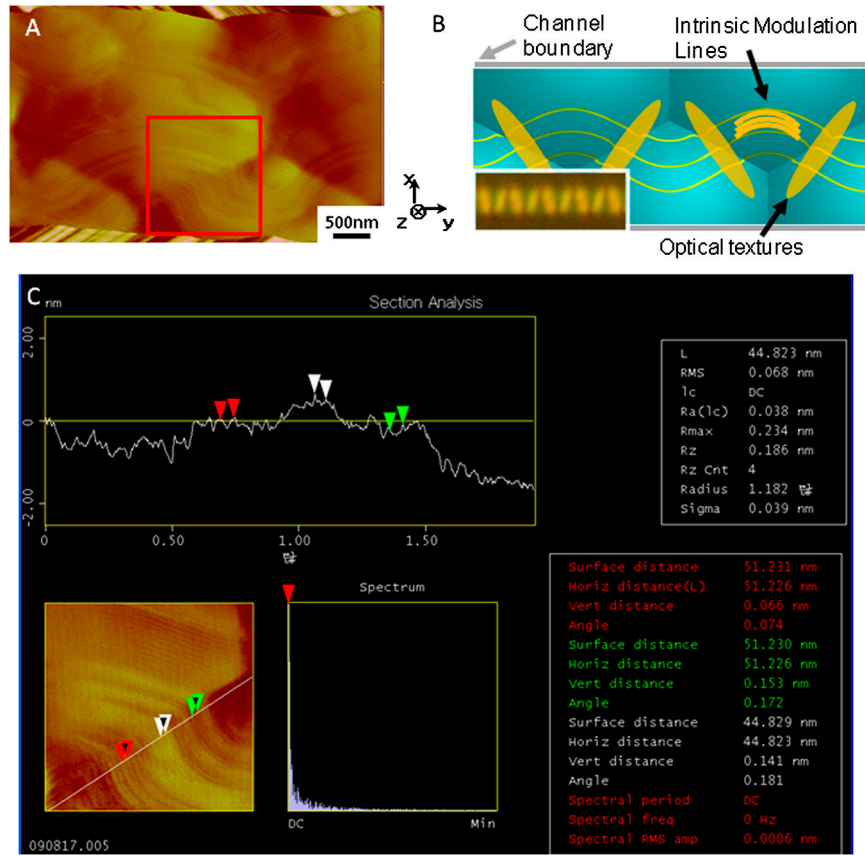 A
500nm
x
z
y
B
Channel
boundary
Intrinsic Modulation
Lines
Optical textures
C
nm
Section Analysis
2.00
0
-2.00
0
0.50
1.00
1.50
L 44.823 nm
RMS 0.068 nm
lc DC
Ra(lc) 0.038 nm
Rmax 0.234 nm
Rz 0.186 nm
Rz Cnt 4
Radius 1.182
Sigma 0.039 nm
Spectrum
DC
Min
Surface distance 51.231 nm
Horiz distance(L) 51.226 nm
Vert distance 0.066 nm
Angle 0.074
Surface distance 51.230 nm
Horiz distance 51.226 nm
Vert distance 0.153 nm
Angle 0.172
Surface distance 44.829 nm
Horiz distance 44.823 nm
Vert distance 0.141 nm
Angle 0.181
Spectral period DC
Spectral freq 0 Hz
Spectral RMS amp 0.0006 nm
090817.005